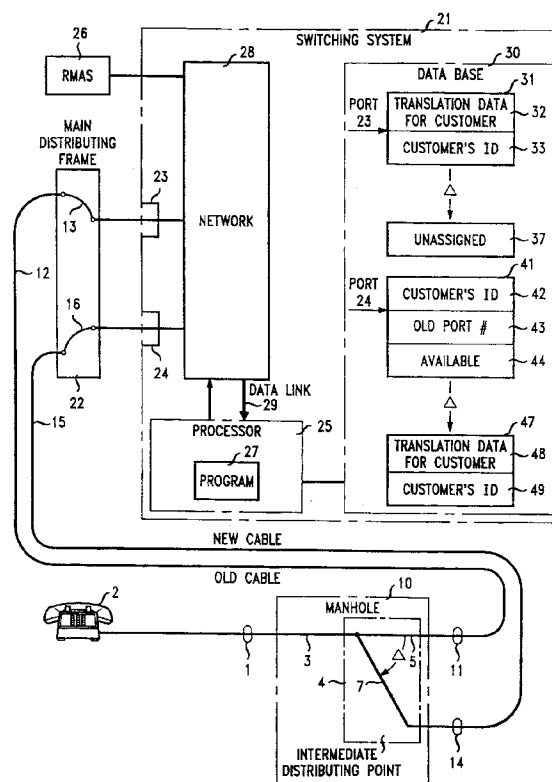 26
RMAS
21
SWITCHING SYSTEM
28
NETWORK
30
DATA BASE
31
PORT
23
TRANSLATION DATA
FOR CUSTOMER
32
CUSTOMER'S ID
33
MAIN
DISTRIBUTING
FRAME
23
13
△
UNASSIGNED
37
12
16
24
22
15
41
PORT
24
CUSTOMER'S ID
42
OLD PORT #
43
AVAILABLE
44
△
DATA LINK
29
PROCESSOR
25
27
PROGRAM
47
TRANSLATION DATA
FOR CUSTOMER
48
CUSTOMER'S ID
49
NEW CABLE
OLD CABLE
2
10
MANHOLE
1
3
4
△
5
7
11
14
INTERMEDIATE
DISTRIBUTING POINT